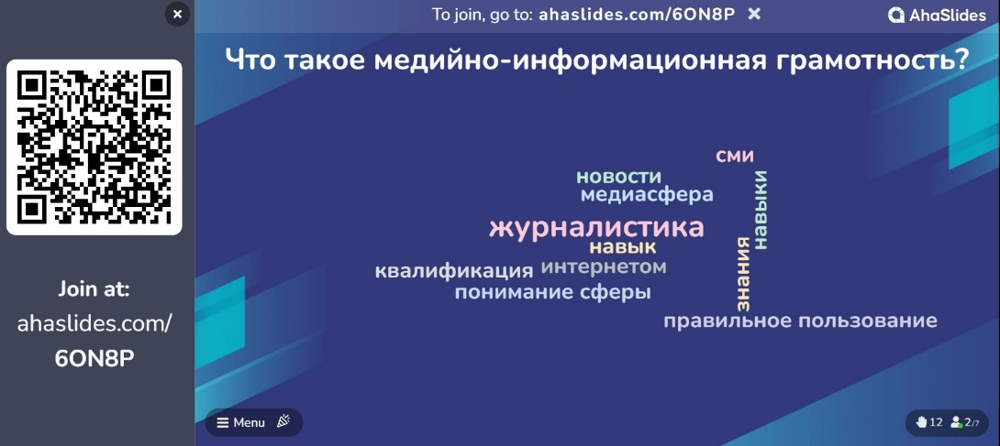 To join, go to: ahaslides.com/6ON8P
AhaSlides
Что такое медийно-информационная грамотность?
сми
новости
навыки
медиасфера
журналистика
навык
знания
интернетом
квалификация
понимание сферы
правильное пользование
Join at:
ahaslides.com/
6ON8P
Menu
12
2/7